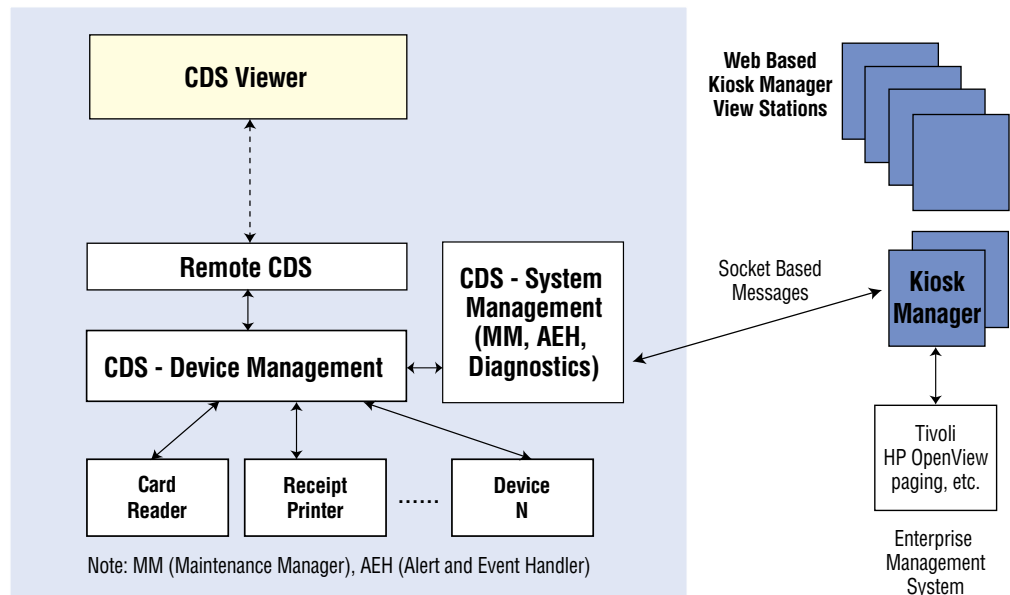 CDS Viewer
Web Based
Kiosk Manager
View Stations
Remote CDS
CDS - System
Management
(MM, AEH,
Diagnostics)
Socket Based
Messages
Kiosk
Manager
CDS - Device Management
Card
Reader
Receipt
Printer
......
Device
N
Tivoli
HP OpenView
paging, etc.
Enterprise
Management
System
Note: MM (Maintenance Manager), AEH (Alert and Event Handler)